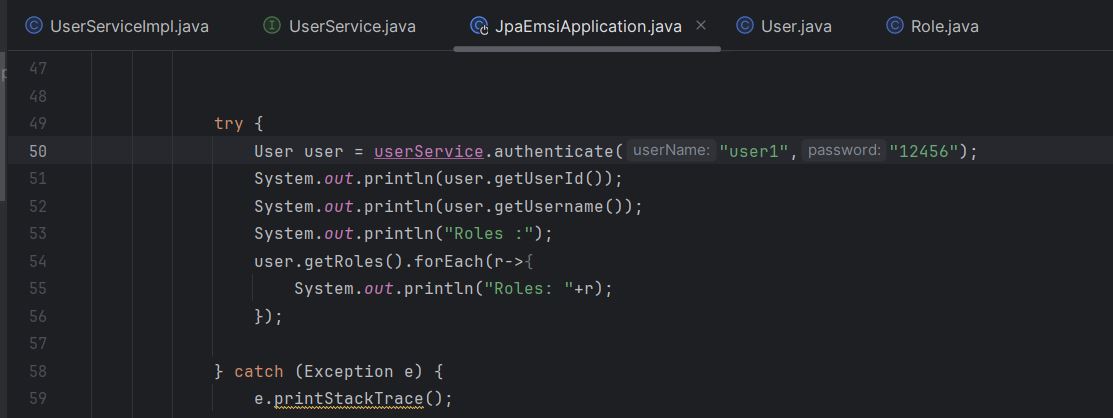 UserServiceImpl.java UserService.java JpaEmsiApplication.java × User.java Role.java
47
48
49 try {
50 User user = userService.authenticate( userName: "user1", password: "12456");
51 System.out.println(user.getUserId());
52 System.out.println(user.getUsername());
53 System.out.println("Roles :");
54 user.getRoles().forEach(r->{
55 System.out.println("Roles: "+r);
56 });
57
58 } catch (Exception e) {
59 e.printStackTrace();